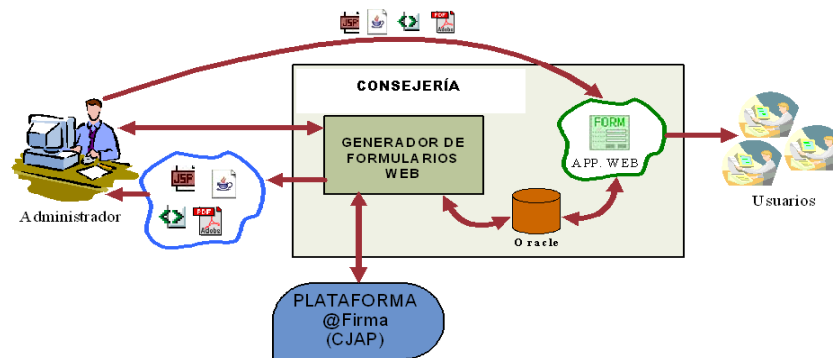 JSP
PDF
Adobe
CONSEJERÍA
GENERADOR DE
FORMULARIOS
WEB
FORM
APP. WEB
Usuarios
Administrador
JSP
PDF
Adobe
Oracle
PLATAFORMA
@Firma
(CJAP)